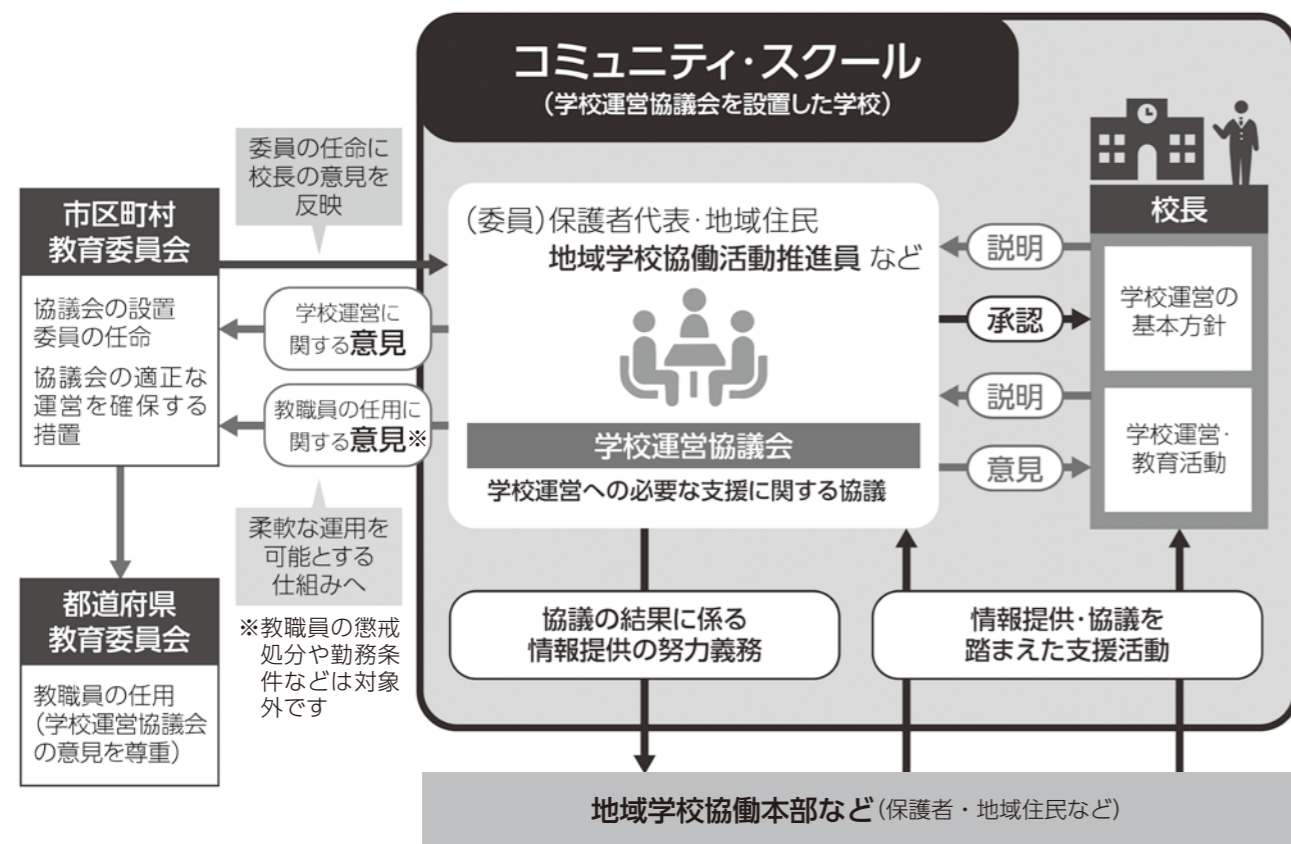 コミュニティ・スクール
(学校運営協議会を設置した学校)
委員の任命に
校長の意見を
反映
市区町村
教育委員会
協議会の設置
委員の任命
協議会の適正な
運営を確保する
措置
学校運営に
関する意見
教職員の任用に
関する意見※
柔軟な運用を
可能とする
仕組みへ
※教職員の懲戒
処分や勤務条
件などは対象
外です
都道府県
教育委員会
教職員の任用
(学校運営協議会
の意見を尊重)
(委員)保護者代表・地域住民
地域学校協働活動推進員 など
学校運営協議会
学校運営への必要な支援に関する協議
説明
承認
説明
意見
校長
学校運営の
基本方針
学校運営・
教育活動
協議の結果に係る
情報提供の努力義務
情報提供・協議を
踏まえた支援活動
地域学校協働本部など(保護者・地域住民など)